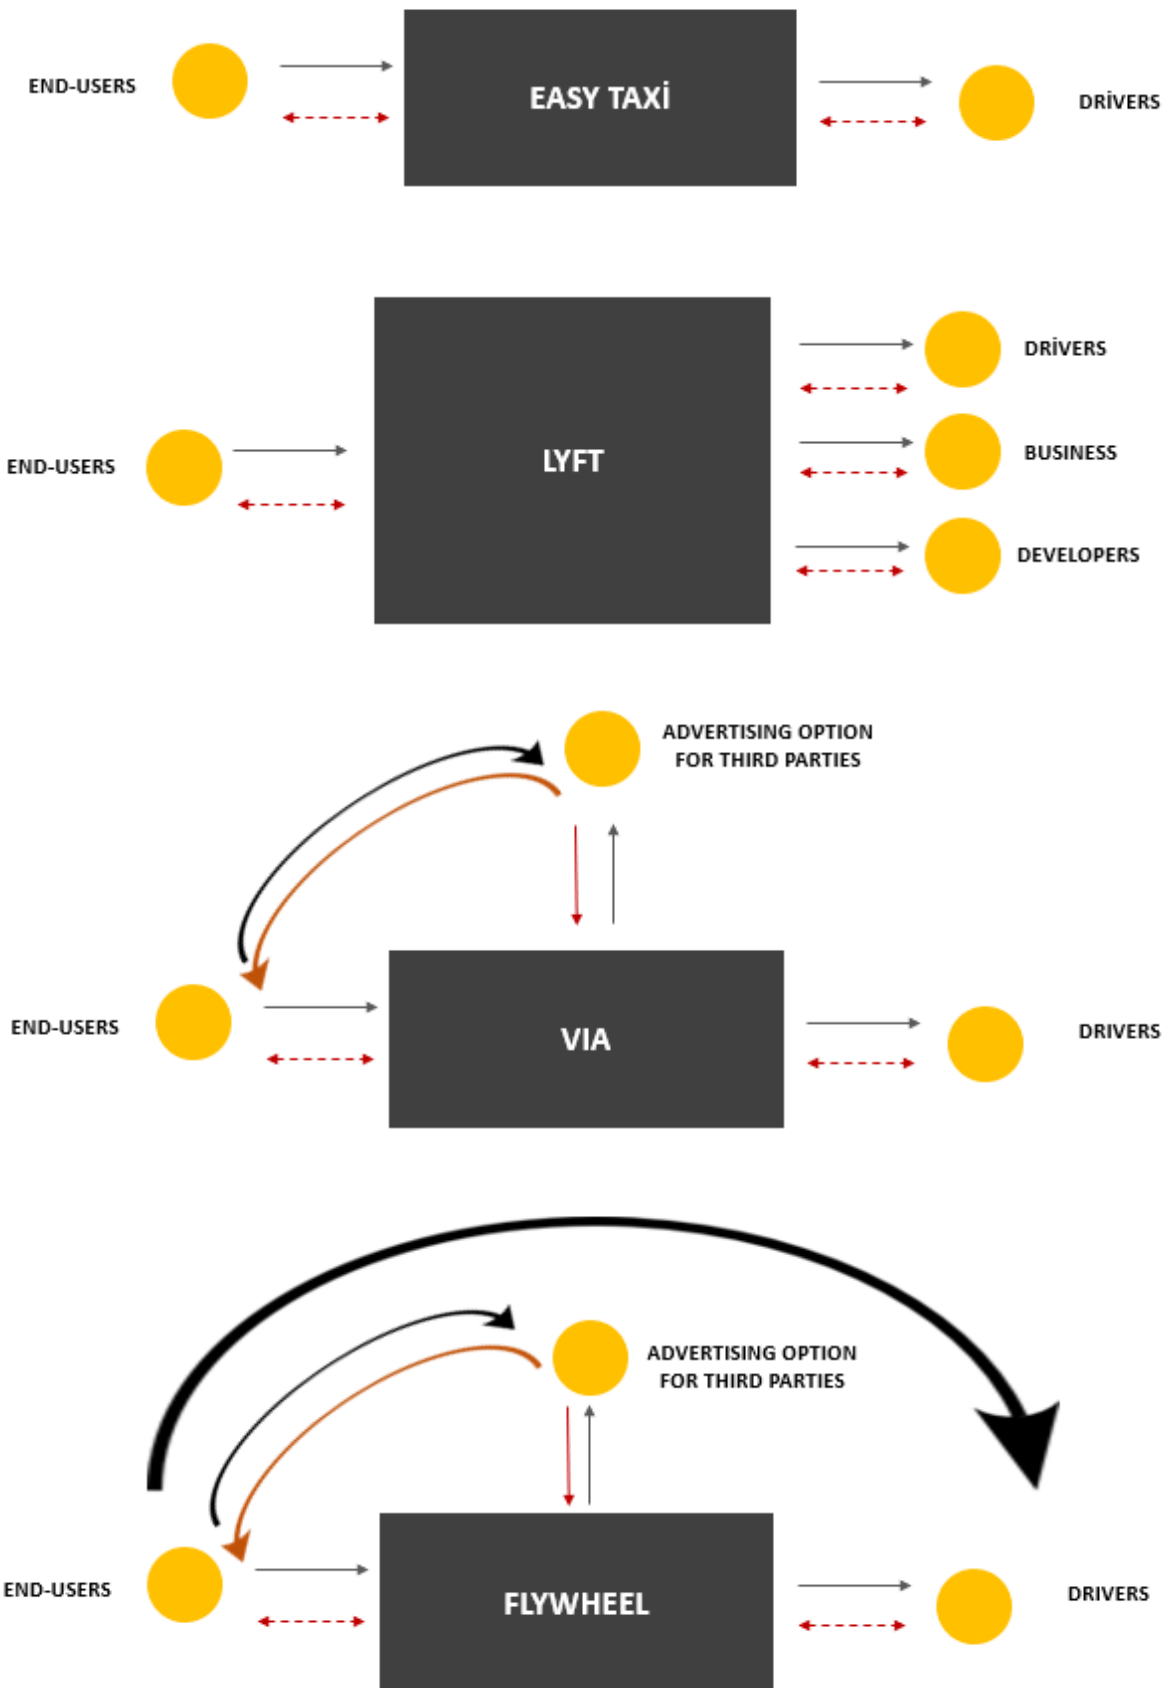 END-USERS
EASY TAXİ
DRİVERS
DRİVERS
END-USERS
LYFT
BUSINESS
DEVELOPERS
ADVERTISING OPTION
FOR THIRD PARTIES
END-USERS
VIA
DRIVERS
ADVERTISING OPTION
FOR THIRD PARTIES
END-USERS
FLYWHEEL
DRIVERS